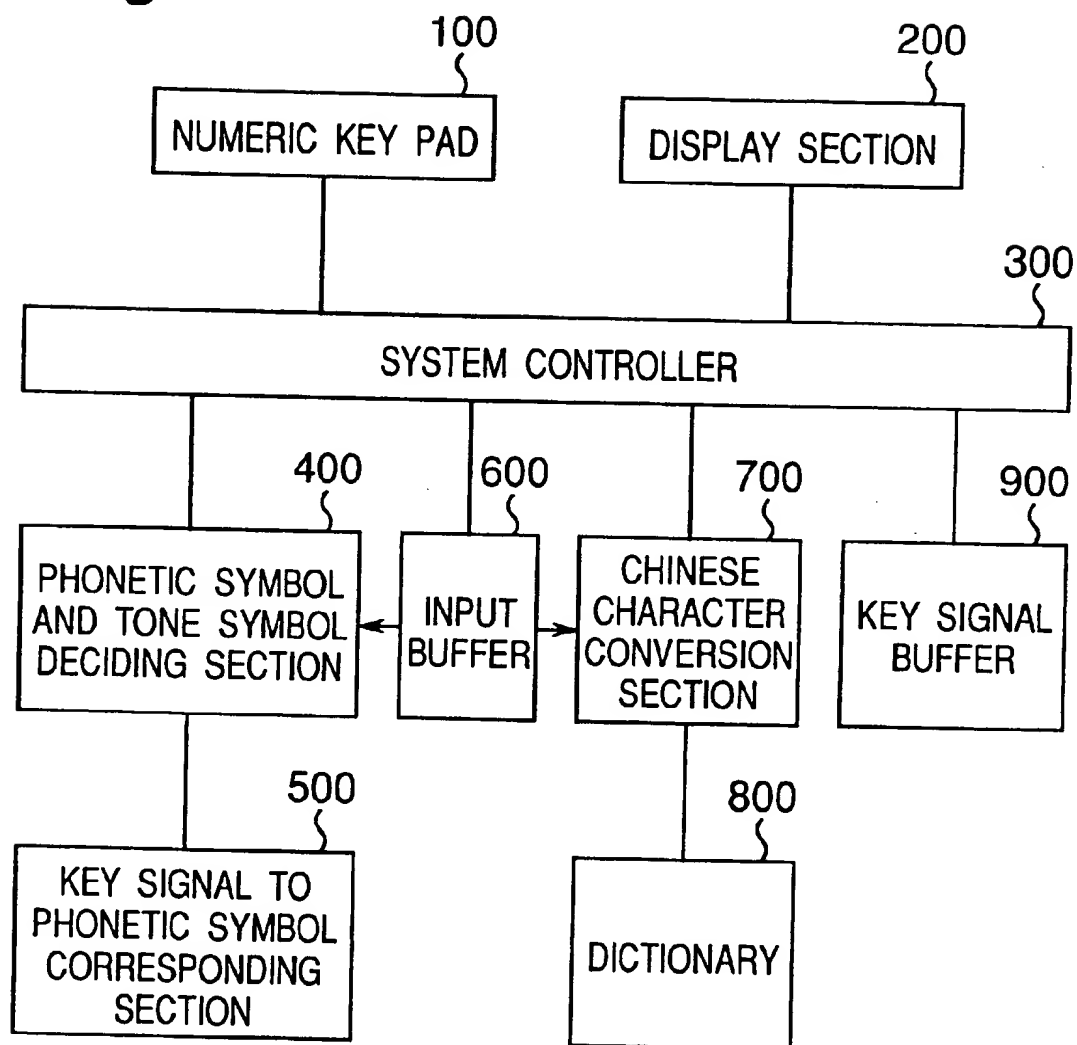 100
200
NUMERIC KEY PAD
DISPLAY SECTION
300
SYSTEM CONTROLLER
400
600
700
900
PHONETIC SYMBOL
AND TONE SYMBOL
DECIDING SECTION
INPUT
BUFFER
CHINESE
CHARACTER
CONVERSION
SECTION
KEY SIGNAL
BUFFER
500
800
KEY SIGNAL TO
PHONETIC SYMBOL
CORRESPONDING
SECTION
DICTIONARY